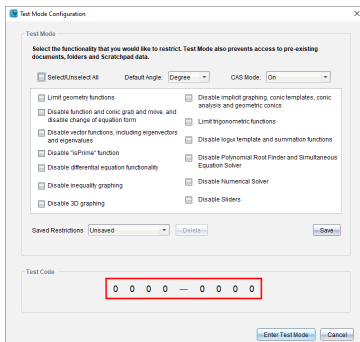 Test Mode Configuration
Test Mode
Select the functionality that you would like to restrict. Test Mode also prevents access to pre-existing
documents, folders and Scratchpad data.
Select/Unselect All Default Angle: Degree CAS Mode: On
Limit geometry functions
Disable function and conic grab and move, and
disable change of equation form
Disable vector functions, including eigenvectors
and eigenvalues
Disable "isPrime" function
Disable differential equation functionality
Disable inequality graphing
Disable 3D graphing
Disable implicit graphing, conic templates, conic
analysis and geometric conics
Limit trigonometric functions
Disable logbx template and summation functions
Disable Polynomial Root Finder and Simultaneous
Equation Solver
Disable Numerical Solver
Disable Sliders
Saved Restrictions Unsaved Delete Save
Test Code
0 0 0 0 — 0 0 0 0
Enter Test Mode Cancel